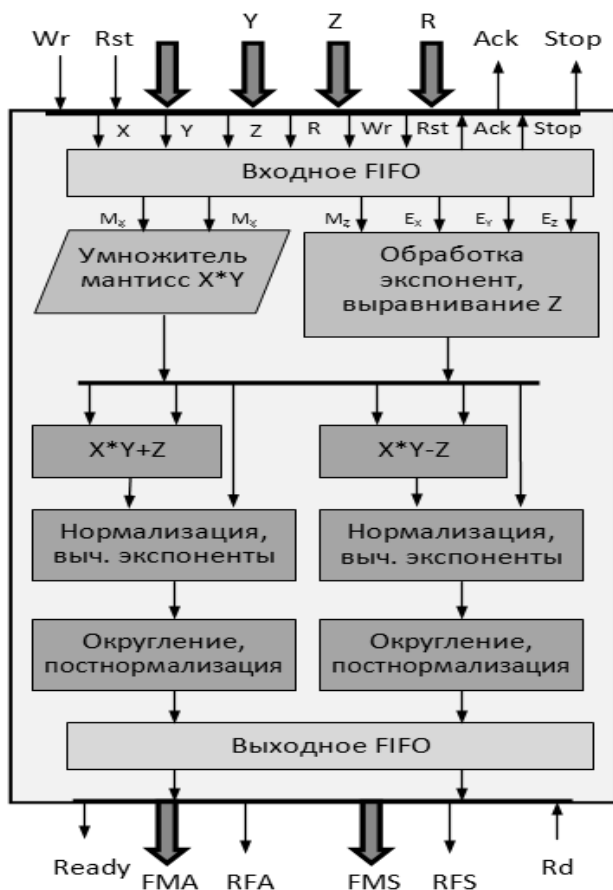 Wr Rst Y Z R Ack Stop
X Y Z R Wr Rst Ack Stop
Входное FIFO
Mx Mx Mz Ex EY Ez
Умножитель
мантисс X*Y
Обработка
экспонент,
выравнивание Z
X*Y+Z
X*Y-Z
Нормализация,
выч. экспоненты
Нормализация,
выч. экспоненты
Округление,
постнормализация
Округление,
постнормализация
Выходное FIFO
Ready FMA RFA FMS RFS Rd